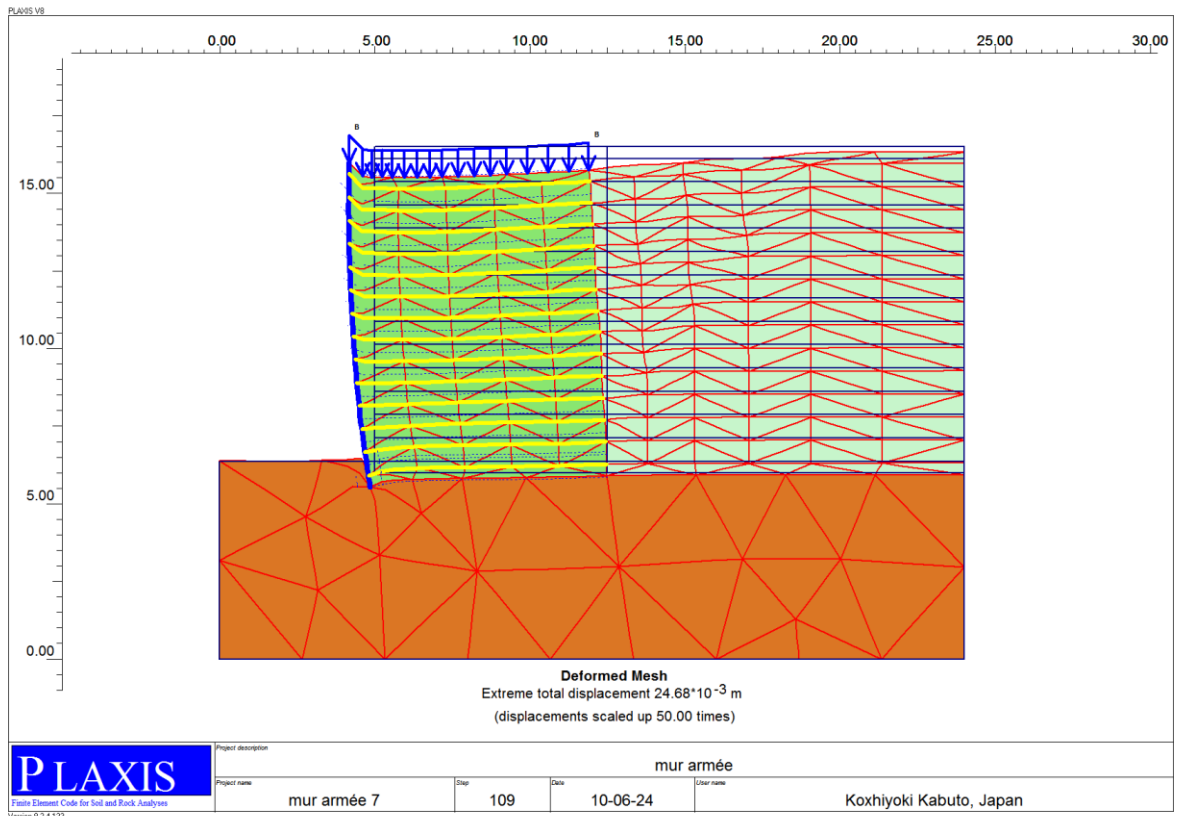 PLAXIS V8
0.00 5.00 10.00 15.00 20.00 25.00 30.00
B
B
15.00
10.00
5.00
0.00
Deformed Mesh
Extreme total displacement 24.68*10-3 m
(displacements scaled up 50.00 times)
PLAXIS
Finite Element Code for Soil and Rock Analyses
Project description
mur armée
Project name
mur armée 7
Step
109
Date
10-06-24
User name
Koxhiyoki Kabuto, Japan